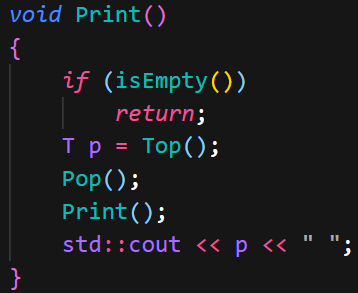 void Print()
{
    if (isEmpty())
        return;
    T p = Top();
    Pop();
    Print();
    std::cout << p << " ";
}